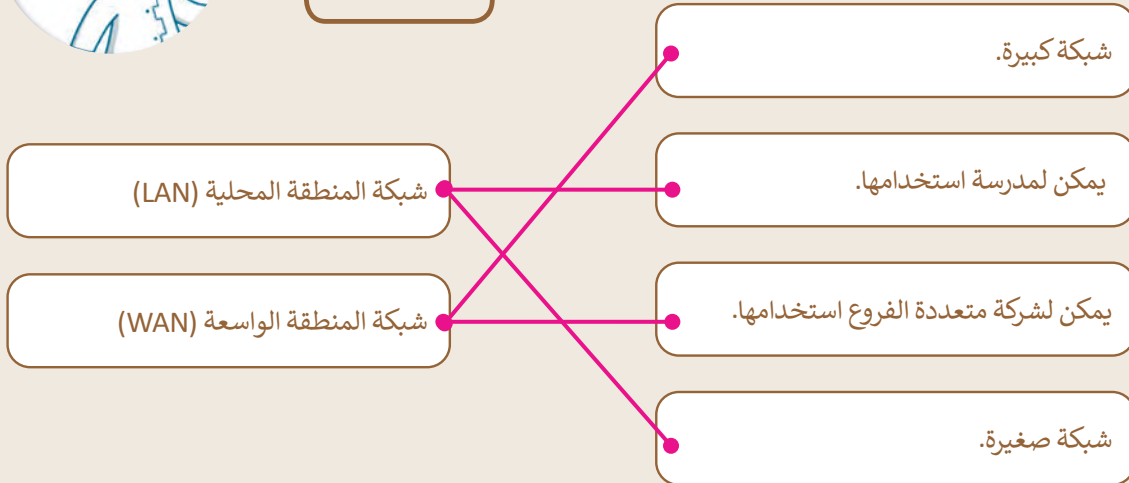 شبكة كبيرة.
يمكن لمدرسة استخدامها.
شبكة المنطقة المحلية (LAN)
يمكن لشركة متعددة الفروع استخدامها.
شبكة المنطقة الواسعة (WAN)
شبكة صغيرة.